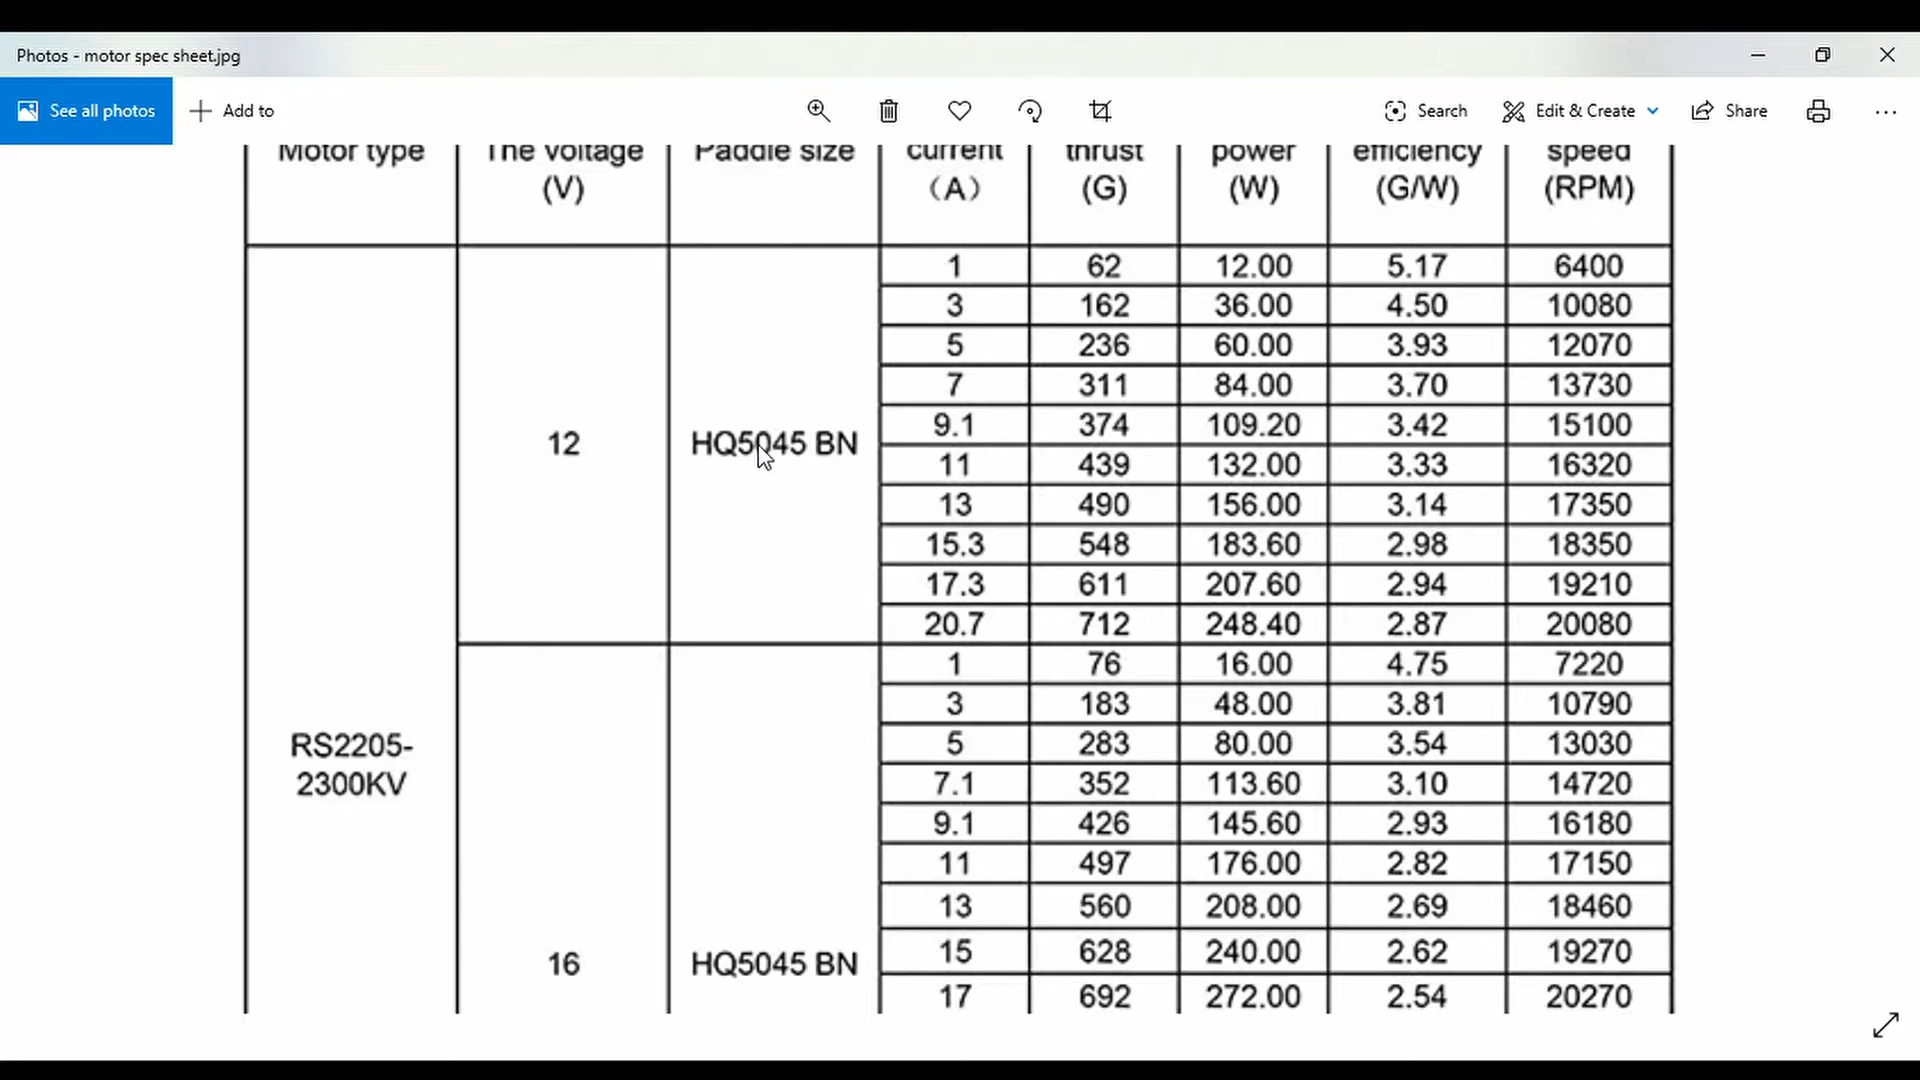 Photos - motor spec sheet.jpg
See all photos
Add to
Search
Edit & Create
Share
Motor type The voltage (V) Paddle size current (A) thrust (G) power (W) efficiency (G/W) speed (RPM)
1 62 12.00 5.17 6400
3 162 36.00 4.50 10080
5 236 60.00 3.93 12070
7 311 84.00 3.70 13730
9.1 374 109.20 3.42 15100
12 HQ5045 BN
11 439 132.00 3.33 16320
13 490 156.00 3.14 17350
15.3 548 183.60 2.98 18350
17.3 611 207.60 2.94 19210
20.7 712 248.40 2.87 20080
1 76 16.00 4.75 7220
3 183 48.00 3.81 10790
RS2205-
5 283 80.00 3.54 13030
2300KV
7.1 352 113.60 3.10 14720
9.1 426 145.60 2.93 16180
11 497 176.00 2.82 17150
13 560 208.00 2.69 18460
15 628 240.00 2.62 19270
16 HQ5045 BN
17 692 272.00 2.54 20270